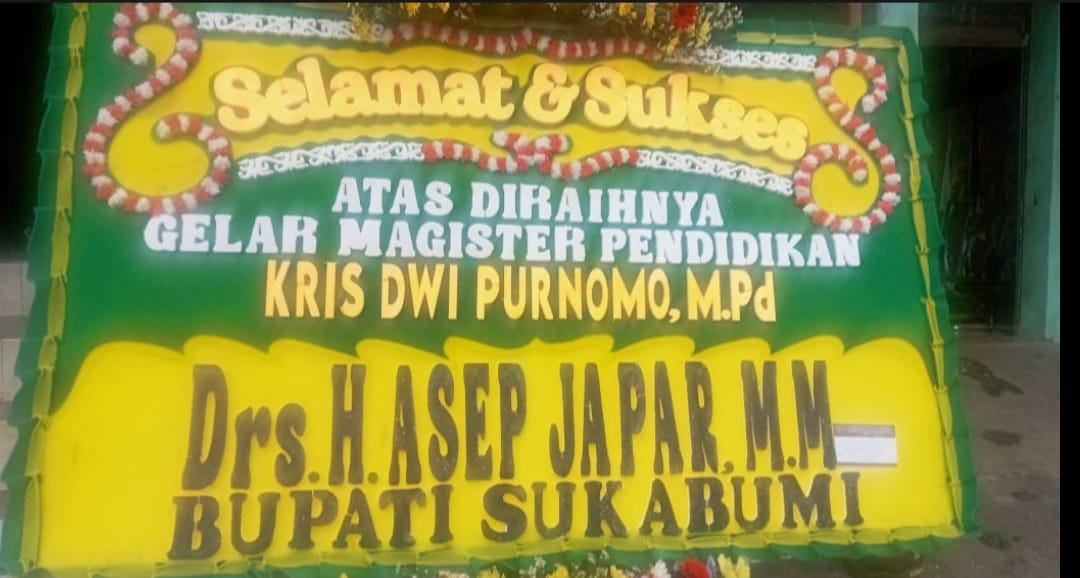 Selamat & Sukses
ATAS DIRAIHNYA
GELAR MAGISTER PENDIDIKAN
KRIS DWI PURNOMO, M.Pd
Drs. H. ASEP JAPAR, M.M
BUPATI SUKABUMI